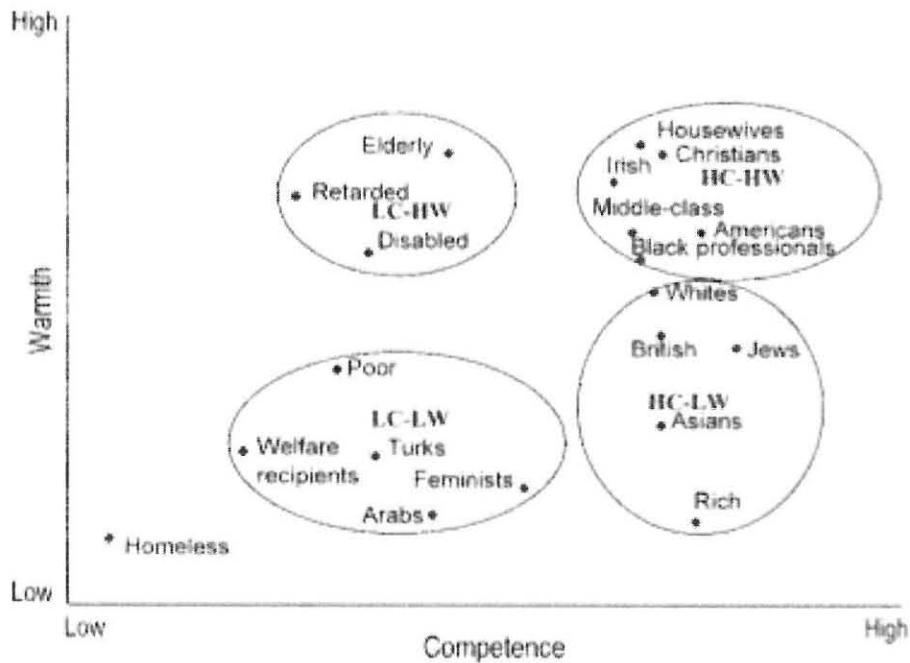 High
Housewives
Elderly
Christians
Irish
HC-HW
Retarded
LC-HW
Middle-class
Disabled
Americans
Black professionals
Whites
Warmth
British
Jews
Poor
HC-LW
LC-LW
Asians
Welfare
recipients
Turks
Feminists
Rich
Arabs
Homeless
Low
Low
High
Competence